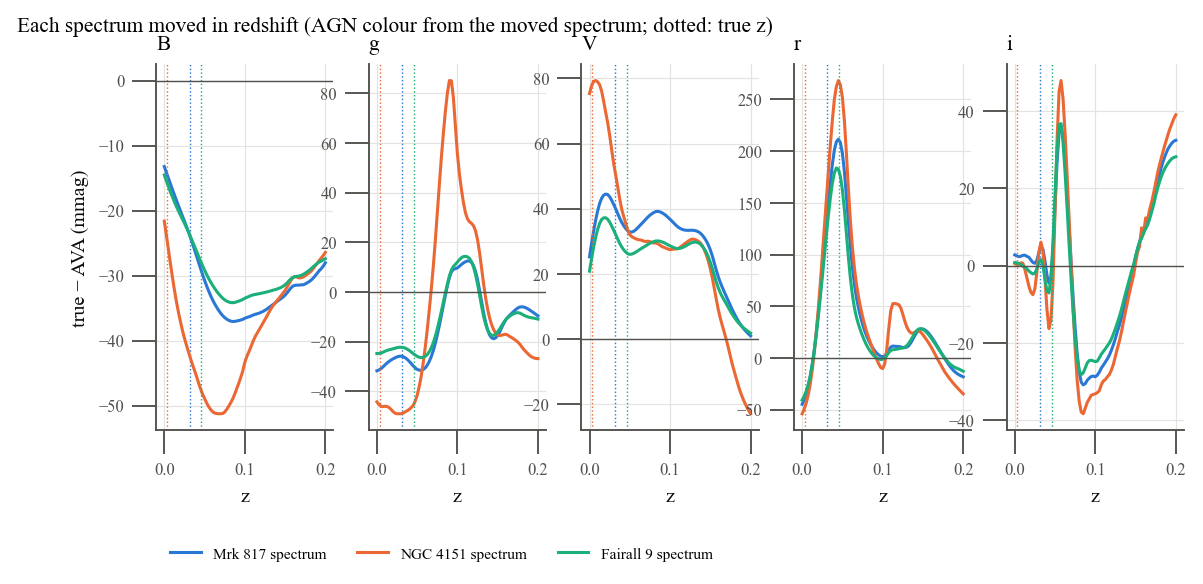 Each spectrum moved in redshift (AGN colour from the moved spectrum; dotted: true z)
B g V r i
true − AVA (mmag)
0
−10
−20
−30
−40
−50
0.0 0.1 0.2
z
80
60
40
20
0
−20
−40
0.0 0.1 0.2
z
80
60
40
20
0
−20
0.0 0.1 0.2
z
250
200
150
100
50
0
−50
0.0 0.1 0.2
z
40
20
0
−20
−40
0.0 0.1 0.2
z
Mrk 817 spectrum NGC 4151 spectrum Fairall 9 spectrum